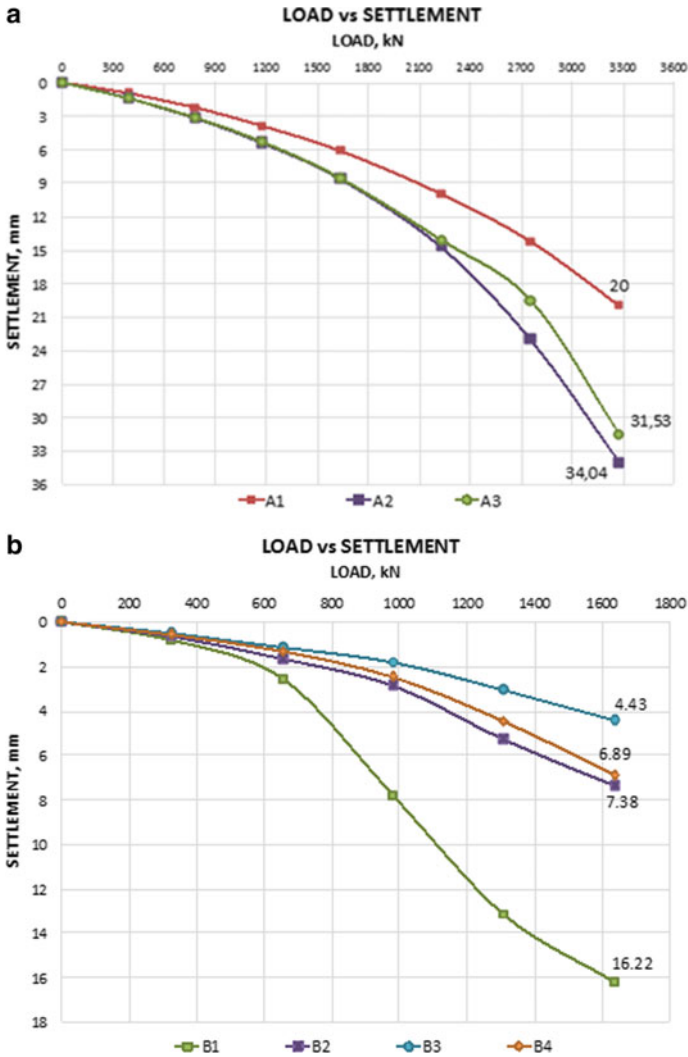 a
LOAD vs SETTLEMENT
LOAD, kN
0 300 600 900 1200 1500 1800 2100 2400 2700 3000 3300 3600
0
3
6
9
12
15
18
21
24
27
30
33
36
SETTLEMENT, mm
20
31,53
34,04
A1 A2 A3
b
LOAD vs SETTLEMENT
LOAD, kN
0 200 400 600 800 1000 1200 1400 1600 1800
0
2
4
6
8
10
12
14
16
18
SETTLEMENT, mm
4.43
6.89
7.38
16.22
B1 B2 B3 B4